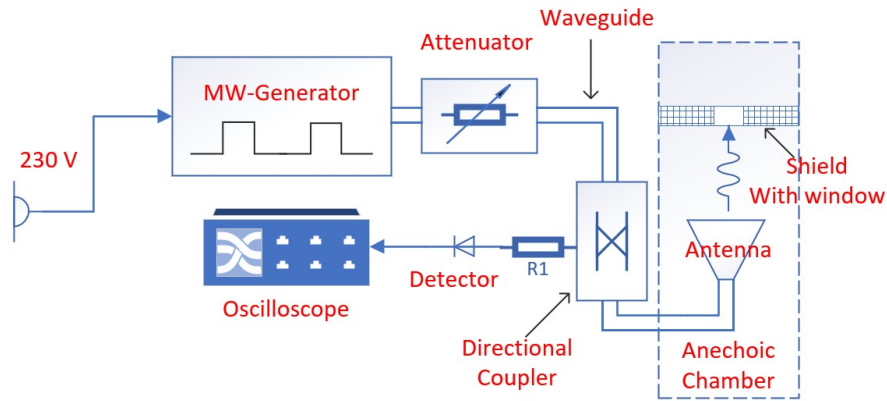 Waveguide
Attenuator
MW-Generator
230 V
Shield
With window
Antenna
R1
Detector
Oscilloscope
Directional
Coupler
Anechoic
Chamber